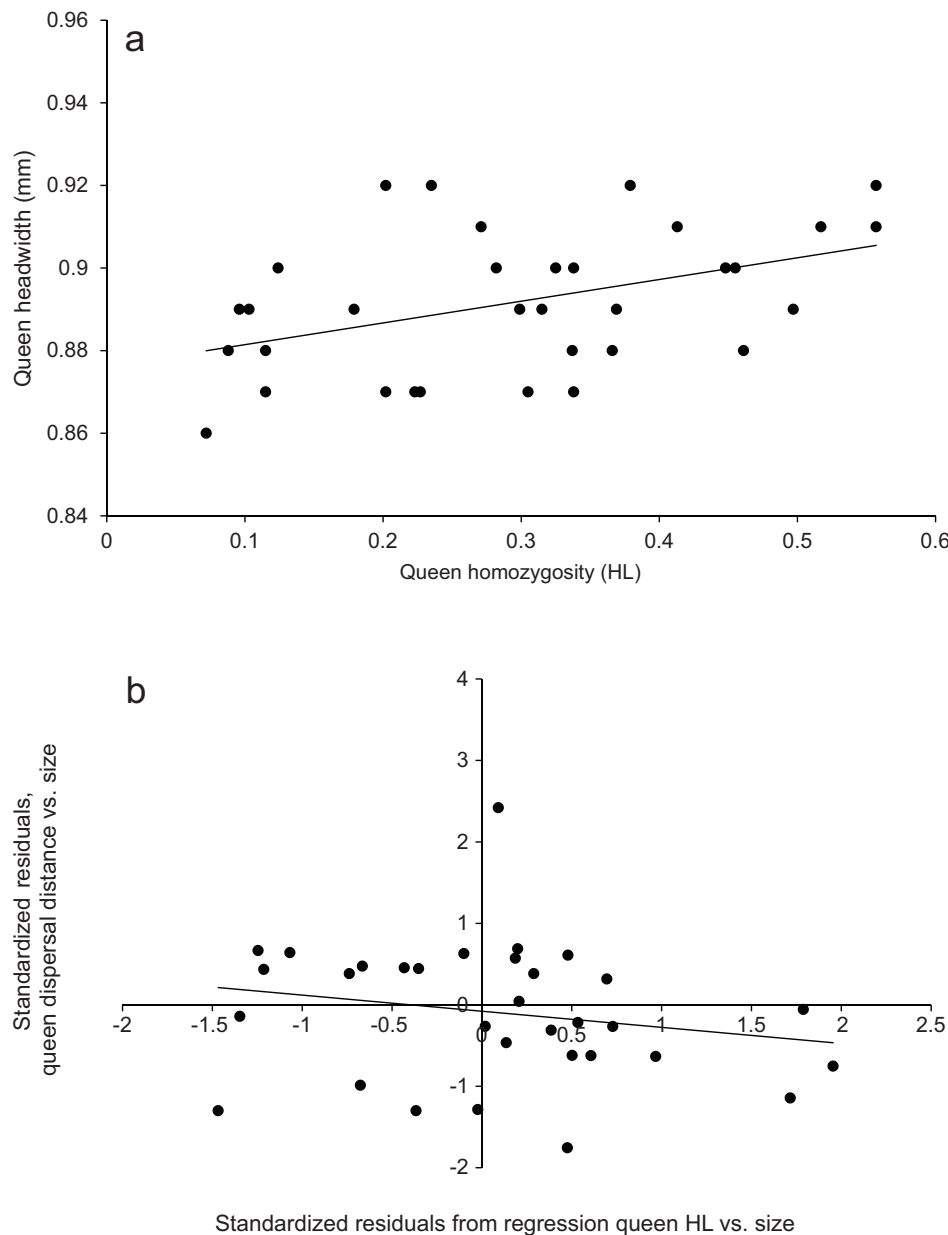 a
0.96
0.94
0.92
0.9
0.88
0.86
0.84
Queen headwidth (mm)
0 0.1 0.2 0.3 0.4 0.5 0.6
Queen homozygosity (HL)
b
4
3
2
1
0
-1
-2
Standardized residuals,
queen dispersal distance vs. size
-2 -1.5 -1 -0.5 0 0.5 1 1.5 2 2.5
Standardized residuals from regression queen HL vs. size